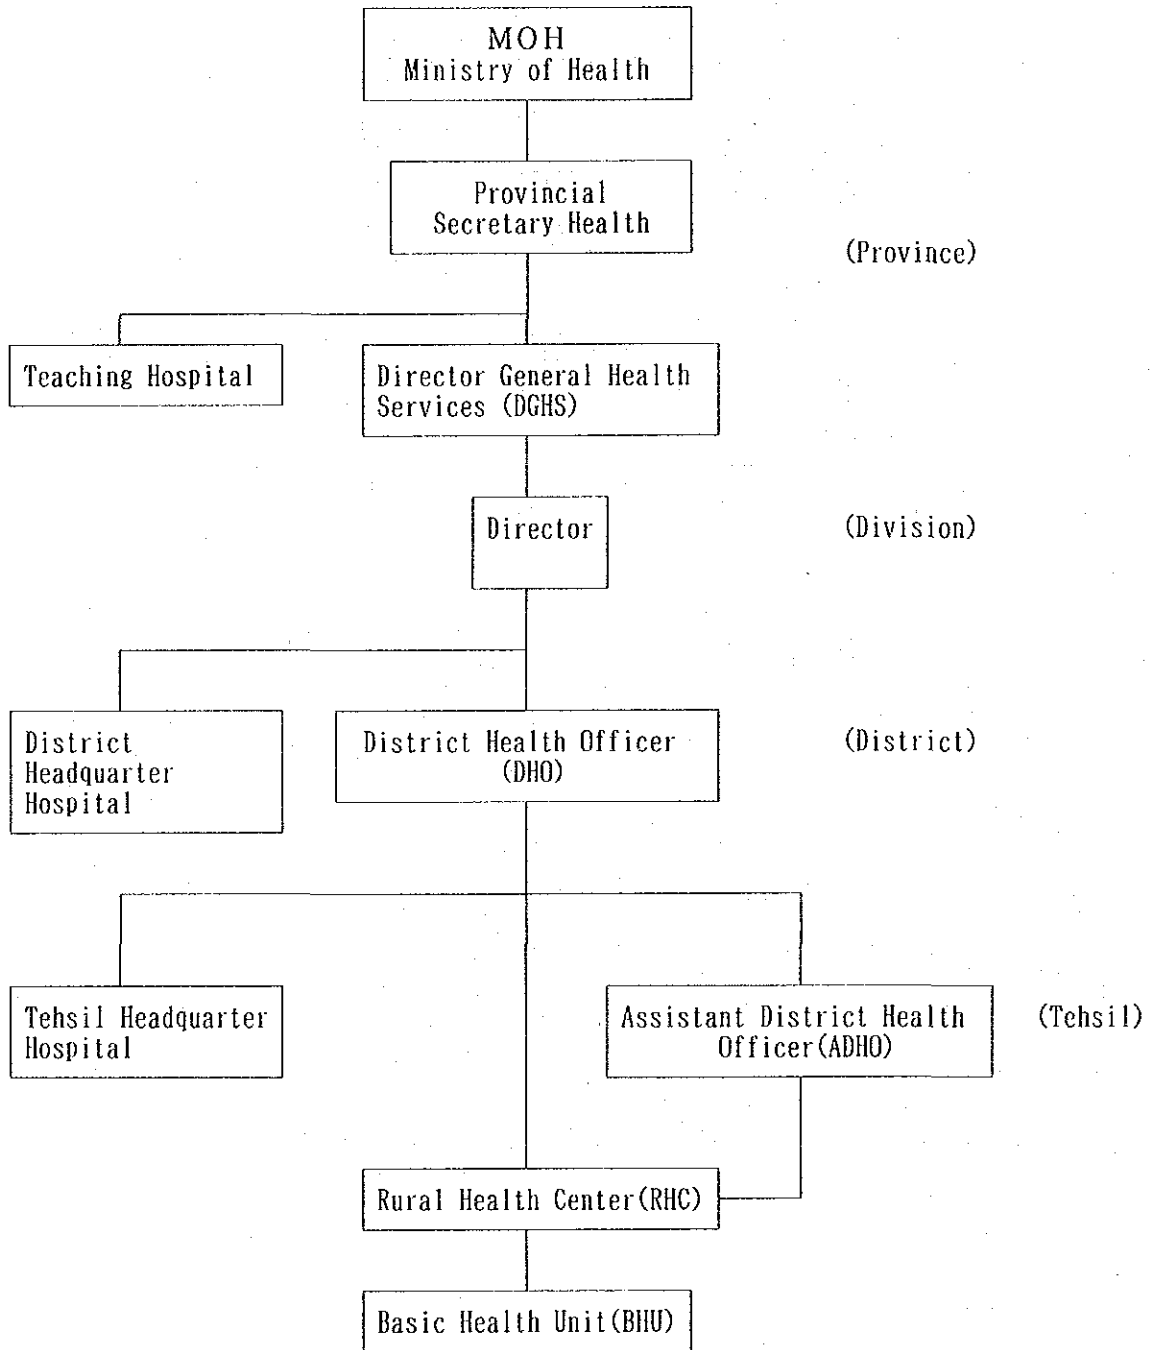 MOH
Ministry of Health
Provincial
Secretary Health
(Province)
Teaching Hospital
Director General Health
Services (DGHS)
Director
(Division)
District
Headquarter
Hospital
District Health Officer
(DHO)
(District)
Tehsil Headquarter
Hospital
Assistant District Health
Officer(ADHO)
(Tehsil)
Rural Health Center(RHC)
Basic Health Unit(BHU)